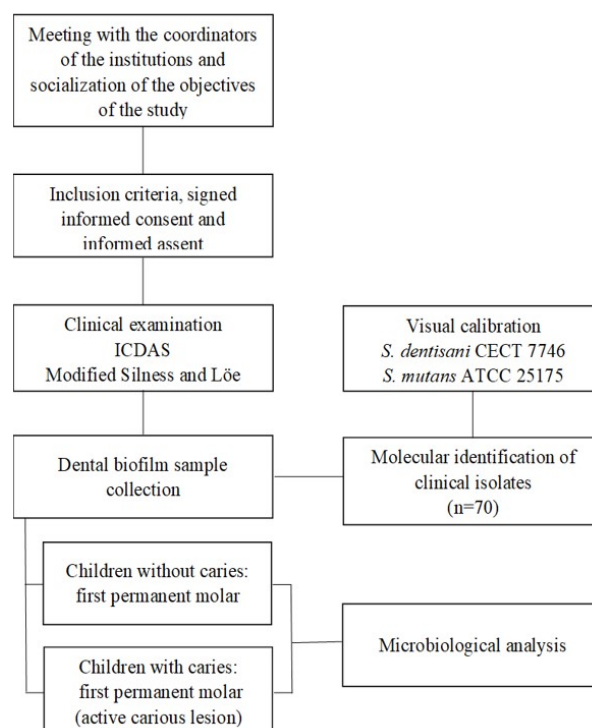 Meeting with the coordinators
of the institutions and
socialization of the objectives
of the study
Inclusion criteria, signed
informed consent and
informed assent
Clinical examination
ICDAS
Modified Silness and Löe
Visual calibration
S. dentisani CECT 7746
S. mutans ATCC 25175
Dental biofilm sample
collection
Molecular identification of
clinical isolates
(n=70)
Children without caries:
first permanent molar
Microbiological analysis
Children with caries:
first permanent molar
(active carious lesion)